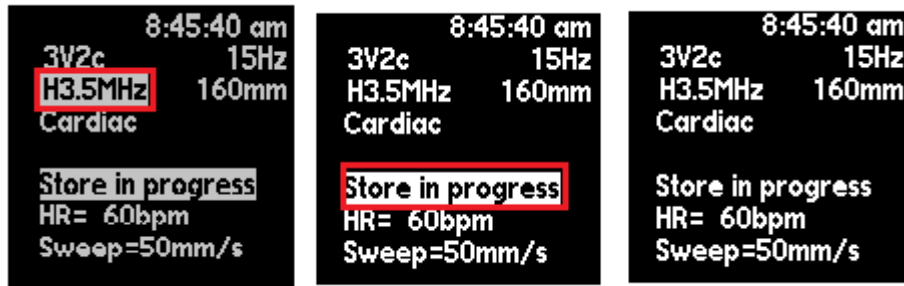 8:45:40 am
3V2c 15Hz
H3.5MHz 160mm
Cardiac
Store in progress
HR= 60bpm
Sweep=50mm/s
8:45:40 am
3V2c 15Hz
H3.5MHz 160mm
Cardiac
Store in progress
HR= 60bpm
Sweep=50mm/s
8:45:40 am
3V2c 15Hz
H3.5MHz 160mm
Cardiac
Store in progress
HR= 60bpm
Sweep=50mm/s